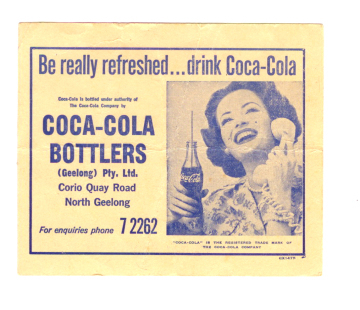 Be really refreshed...drink Coca-Cola
Coca-Cola is bottled under authority of
The Coca-Cola Company by
COCA-COLA
BOTTLERS
(Geelong) Pty. Ltd.
Corio Quay Road
North Geelong
For enquiries phone 7 2262
Coca-Cola
"COCA-COLA" IS THE REGISTERED TRADE MARK OF
THE COCA-COLA COMPANY